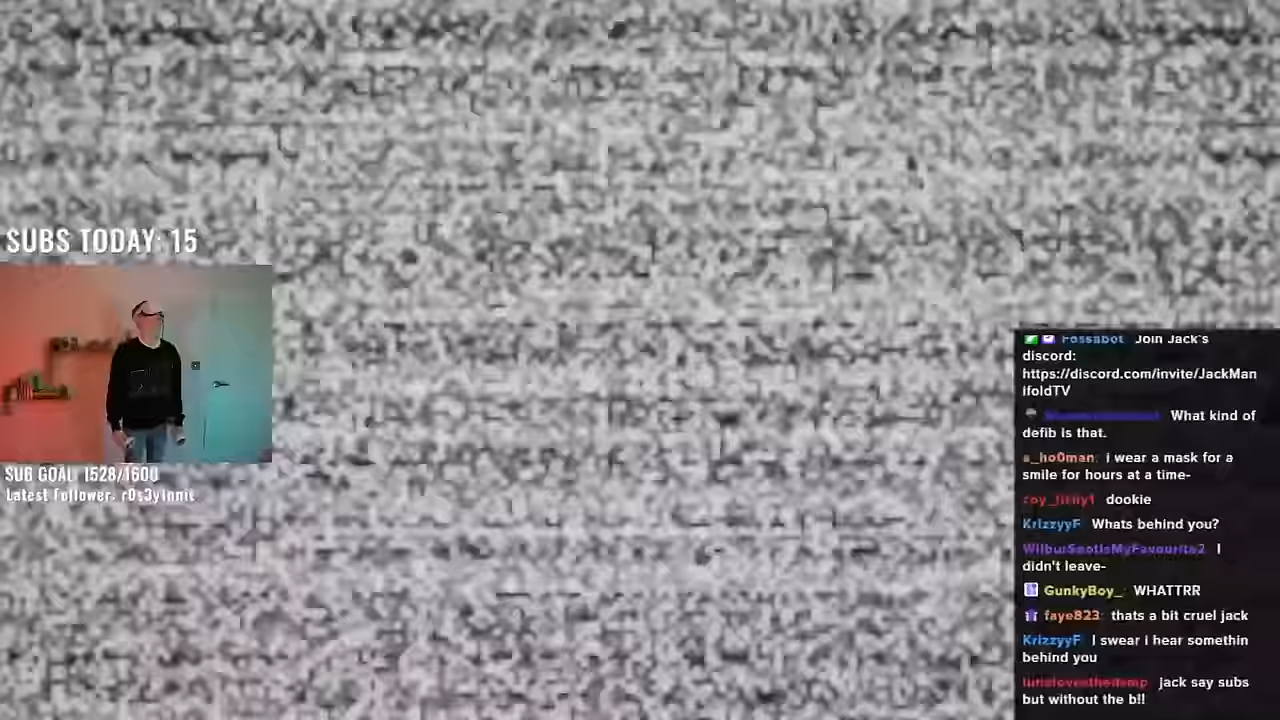 SUBS TODAY: 15
SUB GOAL: 1528/1600
Latest Follower: r0s3yinnit
Fossabot Join Jack's
discord:
https://discord.com/invite/JackMan
ifoldTV
What kind of
defib is that.
a_ho0man: i wear a mask for a
smile for hours at a time-
dookie
KrizzyyF Whats behind you?
WilburSootIsMyFavourite2 I
didn't leave-
GunkyBoy_: WHATTRR
faye823: thats a bit cruel jack
KrizzyyF I swear i hear somethin
behind you
jack say subs
but without the b!!